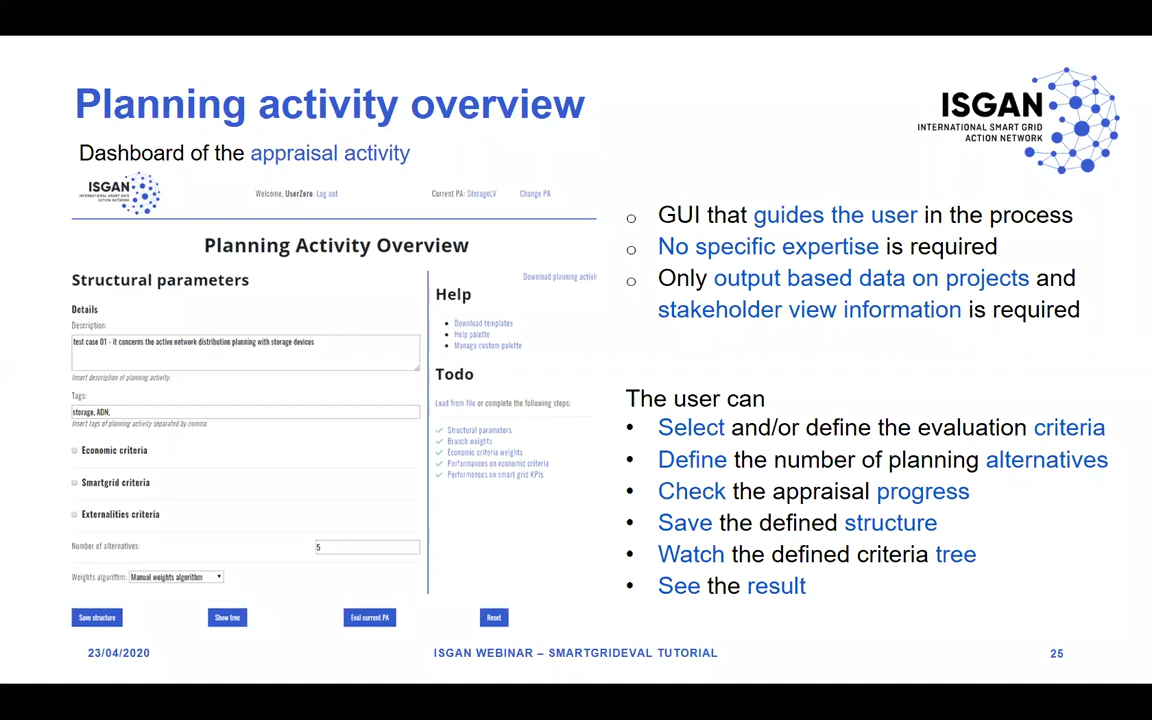 Planning activity overview
ISGAN
INTERNATIONAL SMART GRID
ACTION NETWORK
Dashboard of the appraisal activity
ISGAN
INTERNATIONAL SMART GRID
ACTION NETWORK
Welcome, UserZero. Log out
Current PA: StorageLV
Change PA
Planning Activity Overview
Structural parameters
Details
Description:
test case 01 - it concerns the active network distribution planning with storage devices
Insert description of planning activity.
Tags:
storage, ADN,
Insert tags of planning activity separated by comma.
Economic criteria
Smartgrid criteria
Externalities criteria
Number of alternatives:
5
Weights algorithm:
Manual weights algorithm
Save structure
Show tree
Eval current PA
Reset
Download planning activit
Help
• Download templates
• Help palette
• Manage custom palette
Todo
Load from file or complete the following steps:
Structural parameters
Branch weights
Economic criteria weights
Performances on economic criteria
Performances on smart grid KPIs
GUI that guides the user in the process
No specific expertise is required
Only output based data on projects and
stakeholder view information is required
The user can
• Select and/or define the evaluation criteria
• Define the number of planning alternatives
• Check the appraisal progress
• Save the defined structure
• Watch the defined criteria tree
• See the result
23/04/2020
ISGAN WEBINAR – SMARTGRIDEVAL TUTORIAL
25